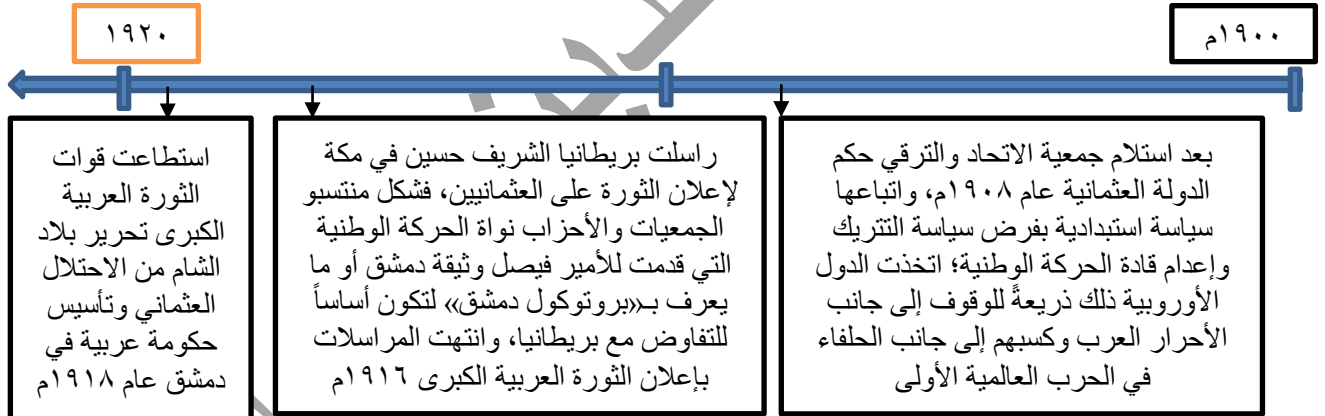 ١٩٠٠م
١٩٢٠
بعد استلام جمعية الاتحاد والترقي حكم
الدولة العثمانية عام ١٩٠٨م، واتباعها
سياسة استبدادية بفرض سياسة التتريك
وإعدام قادة الحركة الوطنية؛ اتخذت الدول
الأوروبية ذلك ذريعةً للوقوف إلى جانب
الأحرار العرب وكسبهم إلى جانب الحلفاء
في الحرب العالمية الأولى
راسلت بريطانيا الشريف حسين في مكة
لإعلان الثورة على العثمانيين، فشكل منتسبو
الجمعيات والأحزاب نواة الحركة الوطنية
التي قدمت للأمير فيصل وثيقة دمشق أو ما
يعرف بـ«بروتوكول دمشق» لتكون أساساً
للتفاوض مع بريطانيا، وانتهت المراسلات
بإعلان الثورة العربية الكبرى ١٩١٦م
استطاعت قوات
الثورة العربية
الكبرى تحرير بلاد
الشام من الاحتلال
العثماني وتأسيس
حكومة عربية في
دمشق عام ١٩١٨م